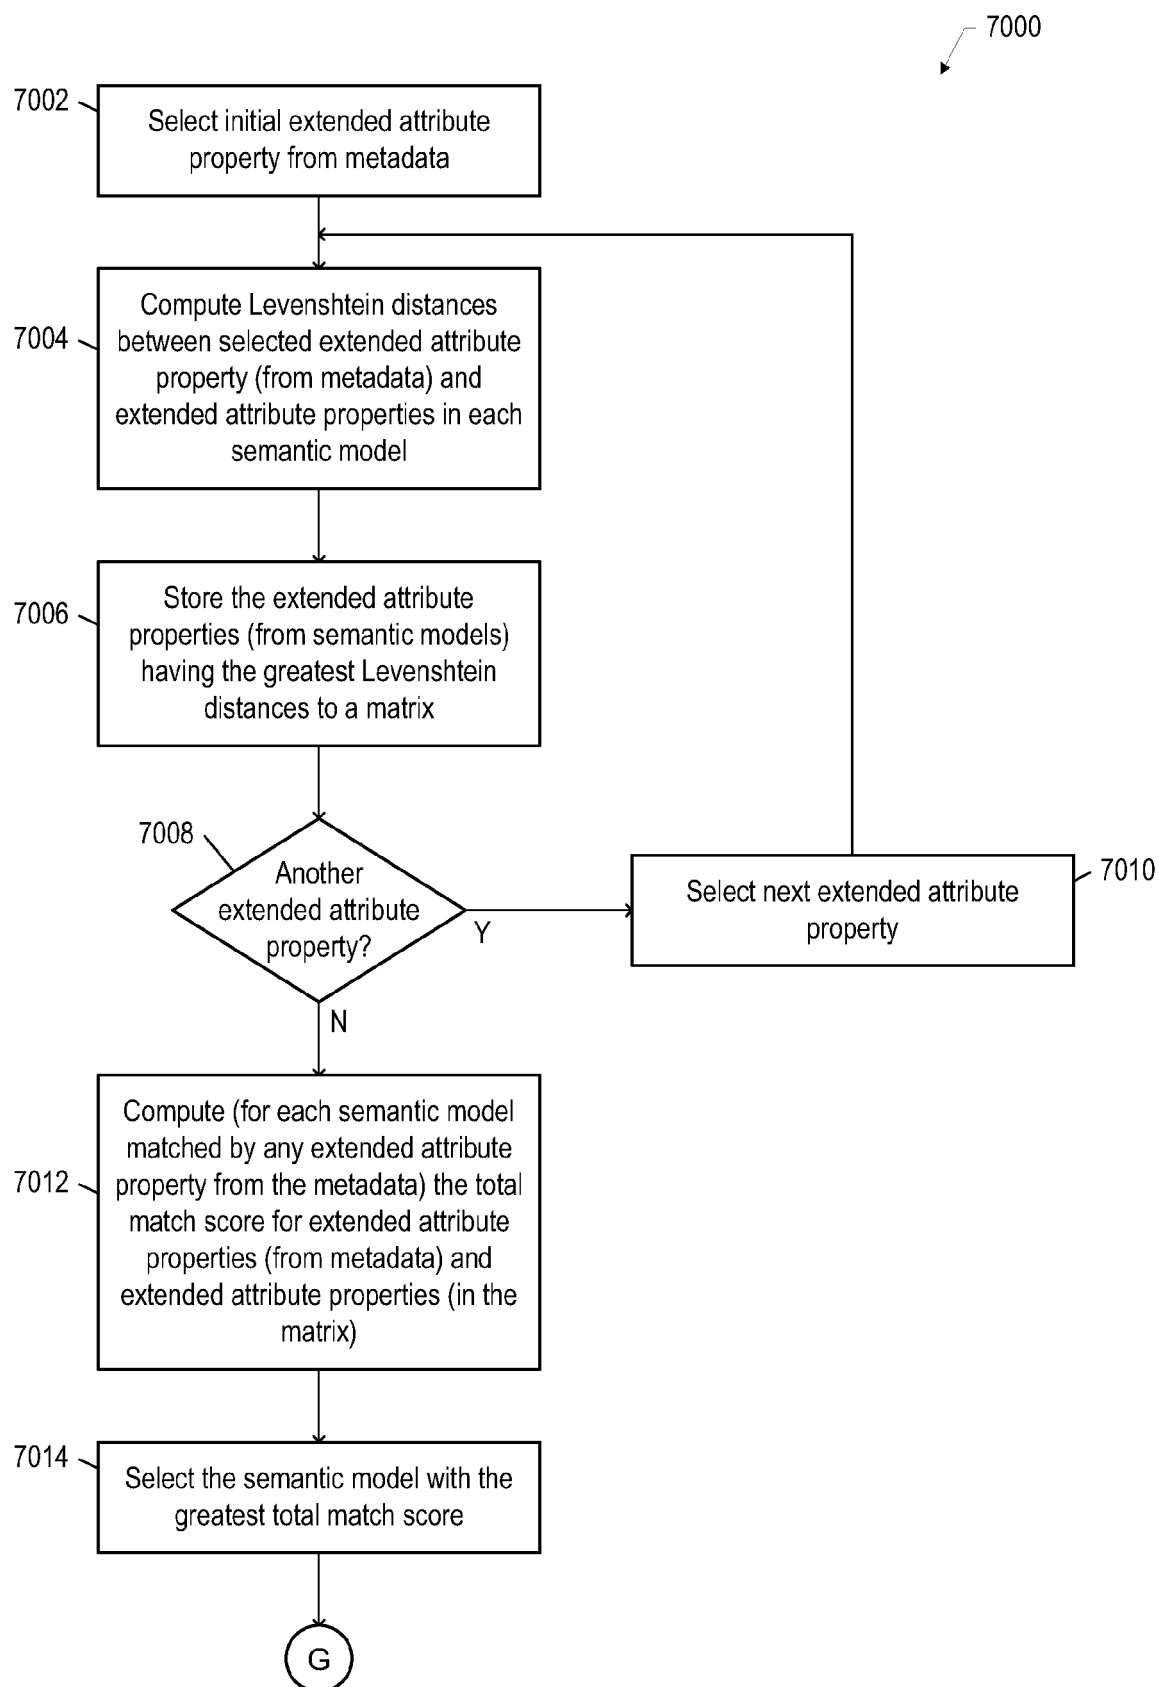 7000
7002
Select initial extended attribute
property from metadata
7004
Compute Levenshtein distances
between selected extended attribute
property (from metadata) and
extended attribute properties in each
semantic model
7006
Store the extended attribute
properties (from semantic models)
having the greatest Levenshtein
distances to a matrix
7008
Another
extended attribute
property?
Y
7010
Select next extended attribute
property
N
7012
Compute (for each semantic model
matched by any extended attribute
property from the metadata) the total
match score for extended attribute
properties (from metadata) and
extended attribute properties (in the
matrix)
7014
Select the semantic model with the
greatest total match score
G